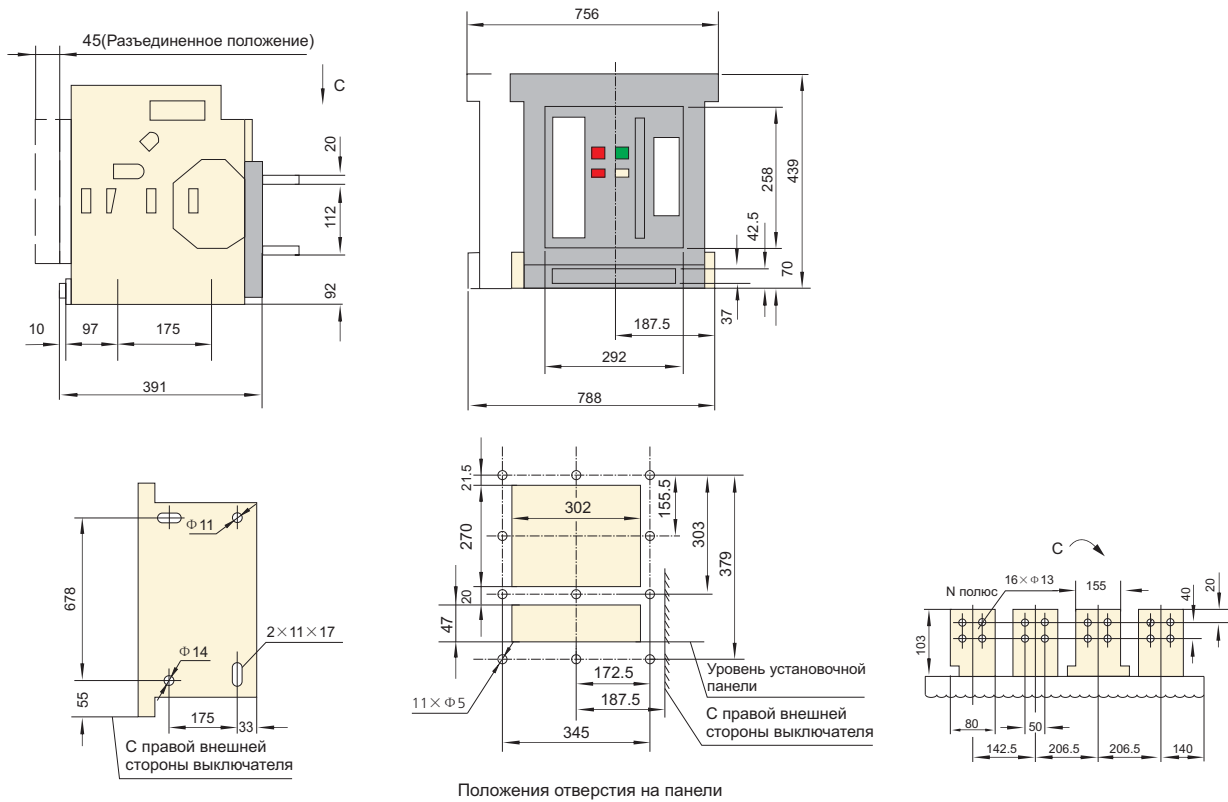 45(Разъединенное положение)
C
20
112
92
10
97
175
391
756
258
439
42.5
70
37
187.5
292
788
678
55
Φ11
Φ14
2×11×17
175
33
С правой внешней
стороны выключателя
21.5
270
20
47
302
155.5
303
379
11×Φ5
172.5
187.5
345
Уровень установочной
панели
С правой внешней
стороны выключателя
Положения отверстия на панели
C
N полюс
16×Φ13
155
40
20
103
80
50
142.5
206.5
206.5
140